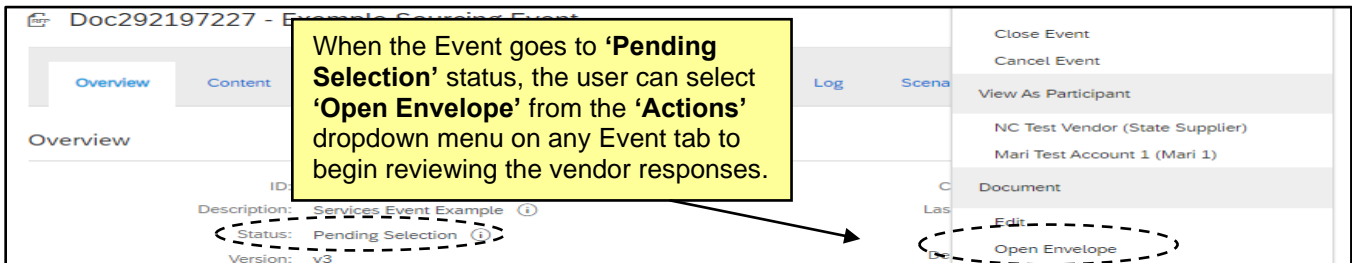 Doc292197227 - Example Sourcing Event
When the Event goes to ‘Pending
Selection’ status, the user can select
‘Open Envelope’ from the ‘Actions’
dropdown menu on any Event tab to
begin reviewing the vendor responses.
Overview Content Log Scena
Overview
ID:
Description: Services Event Example
Status: Pending Selection
Version: v3
C
Las
De
Close Event
Cancel Event
View As Participant
NC Test Vendor (State Supplier)
Mari Test Account 1 (Mari 1)
Document
Edit
Open Envelope